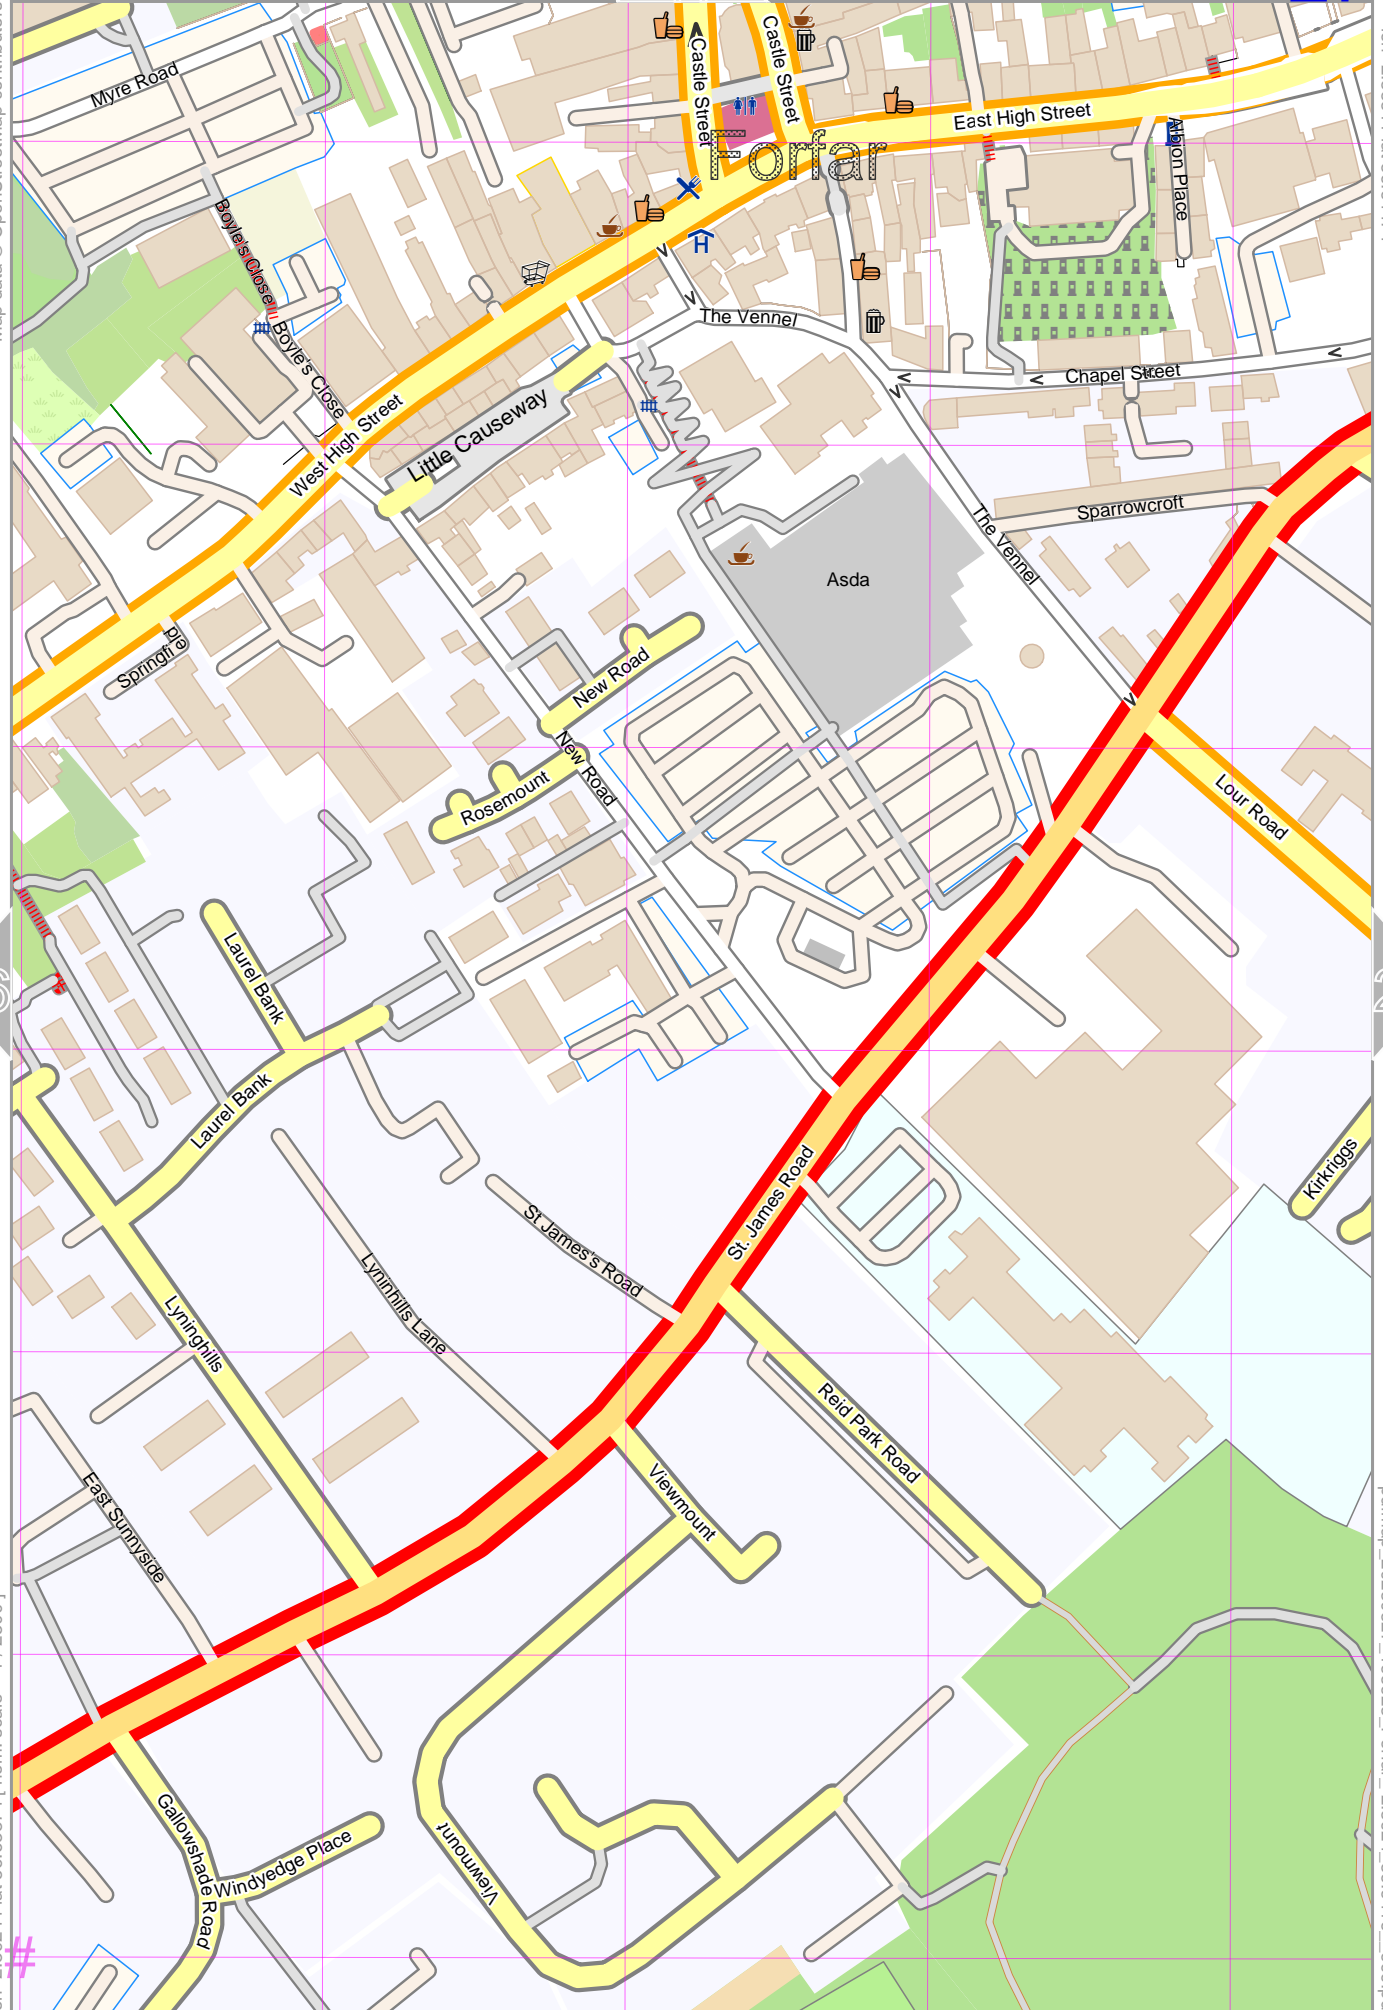 Myre Road
Castle Street
Castle Street
East High Street
Forfar
Albion Place
Boyle's Close
Boyle's Close
The Vennel
Chapel Street
West High Street
Little Causeway
Sparrowcroft
The Vennel
Asda
Springfield
New Road
New Road
Rosemount
Lour Road
Laurel Bank
Laurel Bank
Kirkriggs
St. James Road
St James's Road
Lyninhills Lane
Lyninghills
Reid Park Road
Viewmount
East Sunnyside
Gallowshade Road
Windyedge Place
Viewmount
#